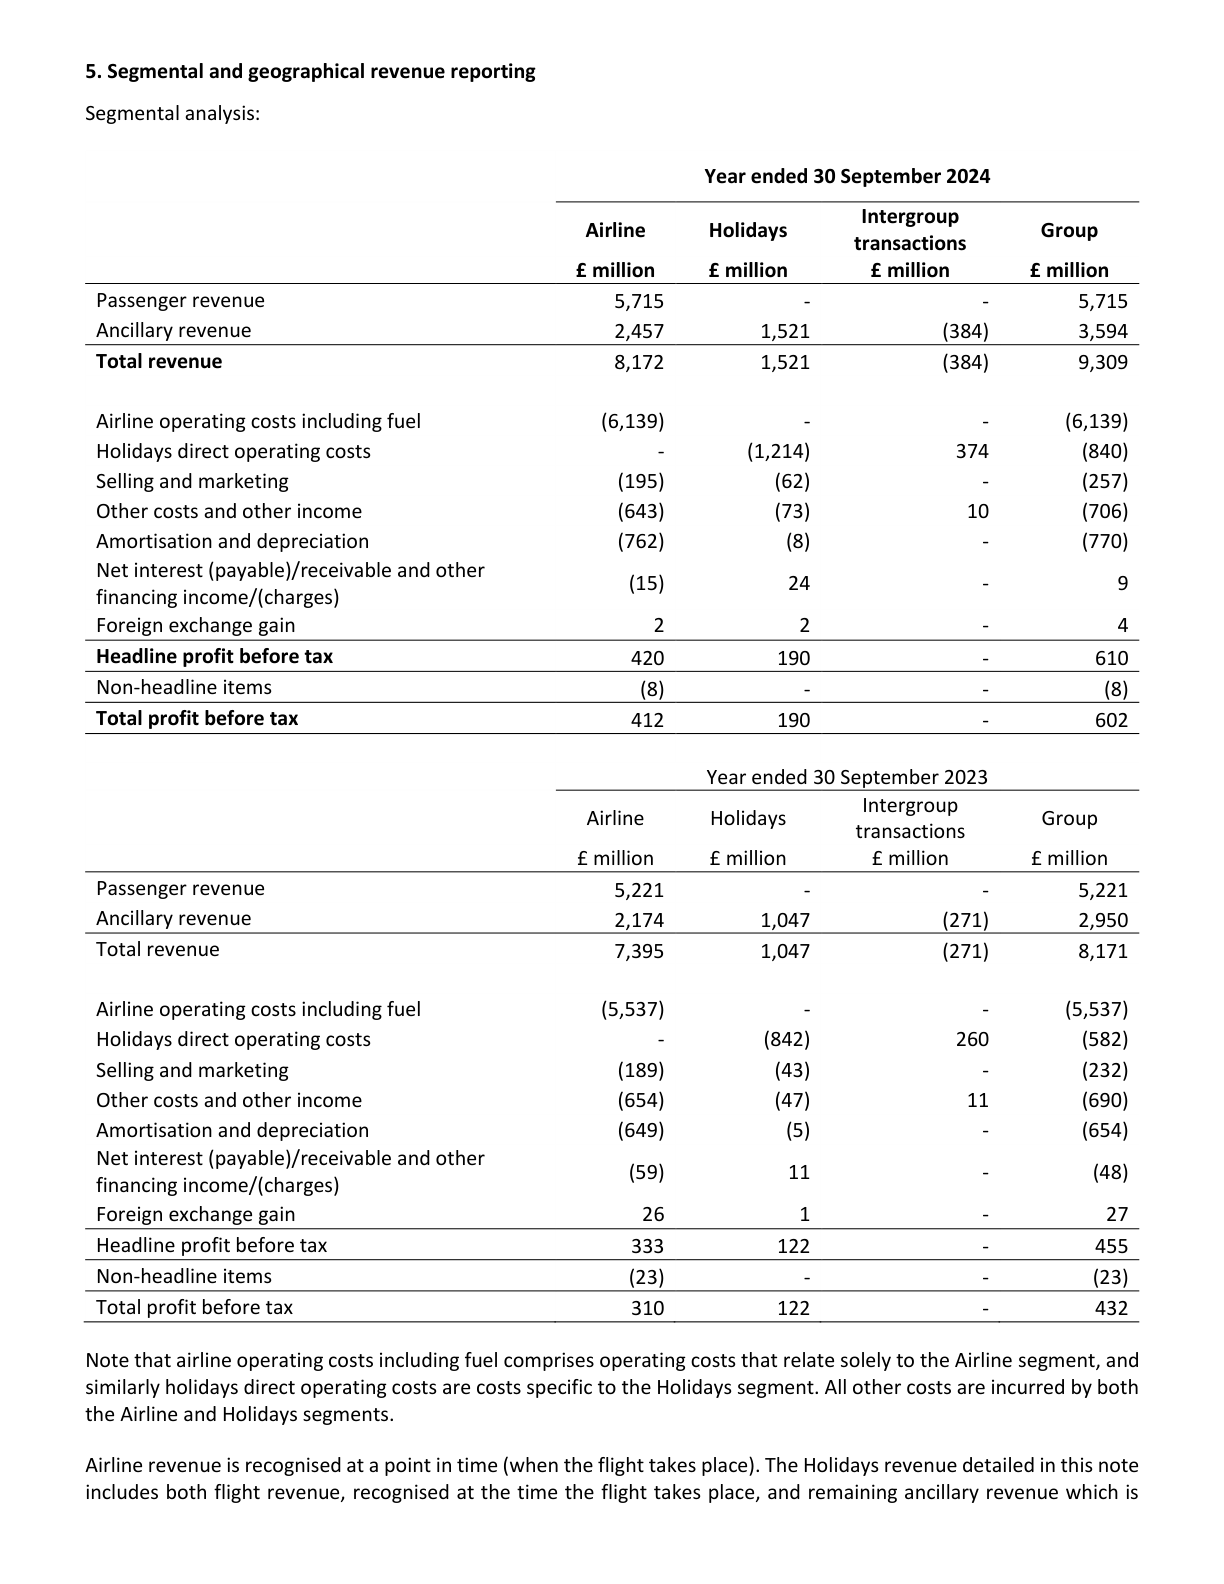 5. Segmental and geographical revenue reporting
Segmental analysis:
Year ended 30 September 2024
Airline Holidays Intergroup transactions Group
£ million £ million £ million £ million
Passenger revenue 5,715 - - 5,715
Ancillary revenue 2,457 1,521 (384) 3,594
Total revenue 8,172 1,521 (384) 9,309
Airline operating costs including fuel (6,139) - - (6,139)
Holidays direct operating costs - (1,214) 374 (840)
Selling and marketing (195) (62) - (257)
Other costs and other income (643) (73) 10 (706)
Amortisation and depreciation (762) (8) - (770)
Net interest (payable)/receivable and other
financing income/(charges) (15) 24 - 9
Foreign exchange gain 2 2 - 4
Headline profit before tax 420 190 - 610
Non-headline items (8) - - (8)
Total profit before tax 412 190 - 602
Year ended 30 September 2023
Airline Holidays Intergroup transactions Group
£ million £ million £ million £ million
Passenger revenue 5,221 - - 5,221
Ancillary revenue 2,174 1,047 (271) 2,950
Total revenue 7,395 1,047 (271) 8,171
Airline operating costs including fuel (5,537) - - (5,537)
Holidays direct operating costs - (842) 260 (582)
Selling and marketing (189) (43) - (232)
Other costs and other income (654) (47) 11 (690)
Amortisation and depreciation (649) (5) - (654)
Net interest (payable)/receivable and other
financing income/(charges) (59) 11 - (48)
Foreign exchange gain 26 1 - 27
Headline profit before tax 333 122 - 455
Non-headline items (23) - - (23)
Total profit before tax 310 122 - 432
Note that airline operating costs including fuel comprises operating costs that relate solely to the Airline segment, and
similarly holidays direct operating costs are costs specific to the Holidays segment. All other costs are incurred by both
the Airline and Holidays segments.
Airline revenue is recognised at a point in time (when the flight takes place). The Holidays revenue detailed in this note
includes both flight revenue, recognised at the time the flight takes place, and remaining ancillary revenue which is